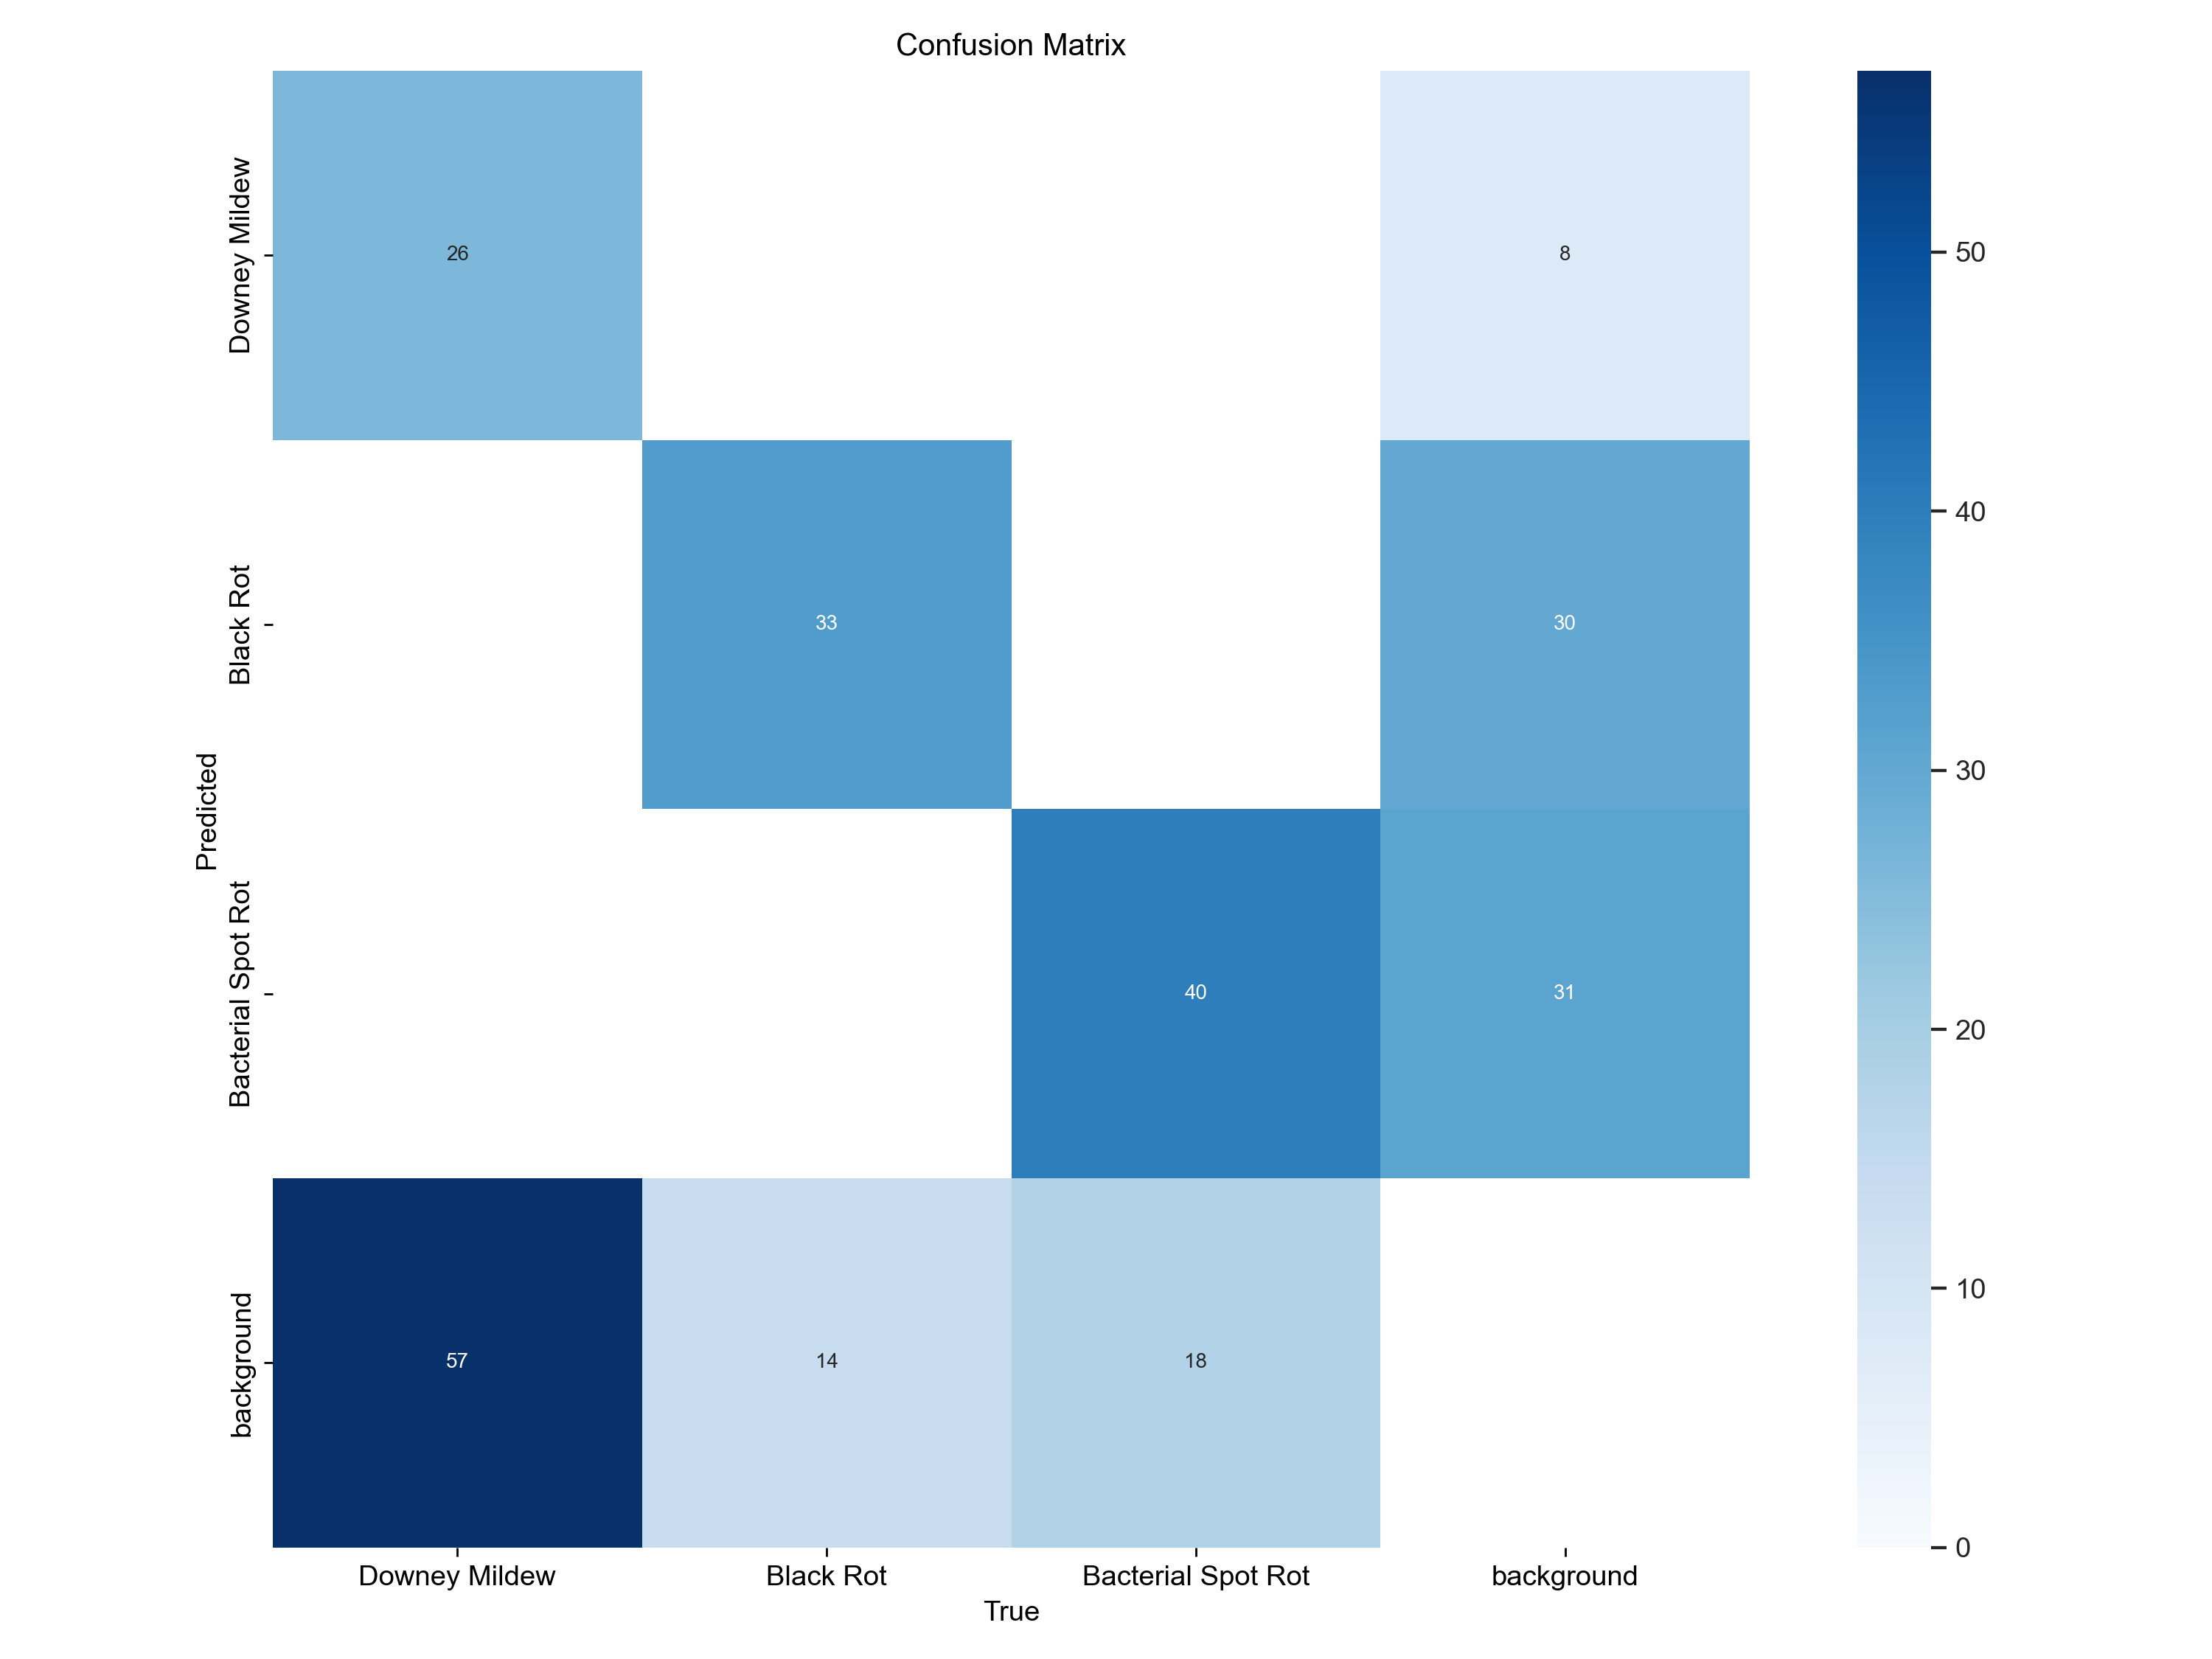 Confusion Matrix
Predicted
Downey Mildew
Black Rot
Bacterial Spot Rot
background
26
8
33
30
40
31
57
14
18
Downey Mildew
Black Rot
Bacterial Spot Rot
background
True
50
40
30
20
10
0